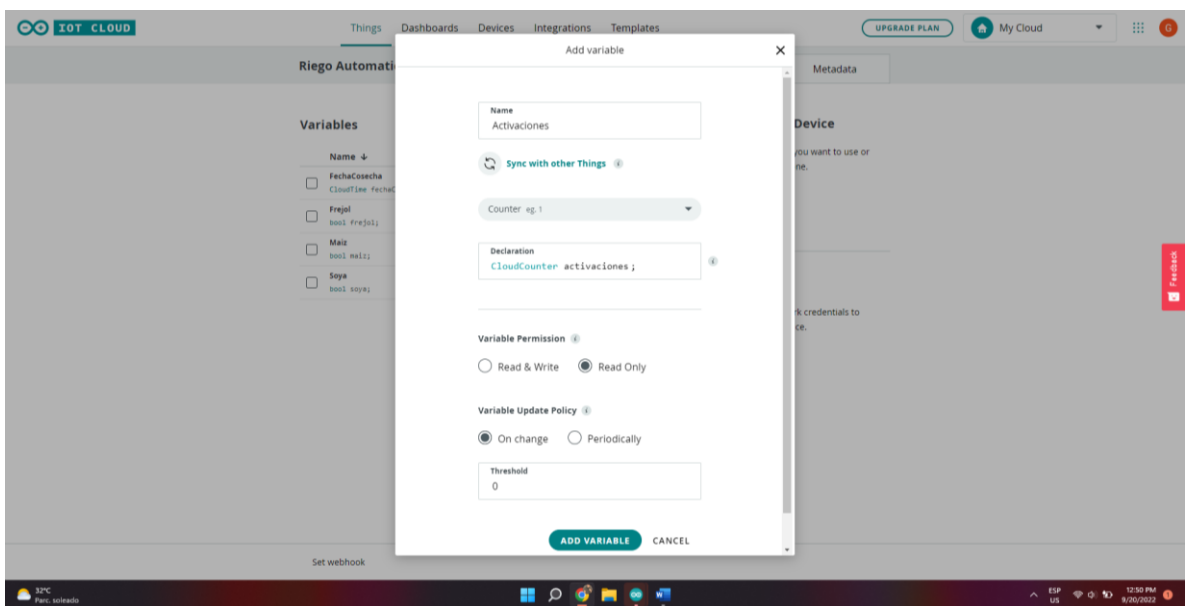 IOT CLOUD
Things Dashboards Devices Integrations Templates
UPGRADE PLAN
My Cloud
G
Add variable
Riego Automati
Metadata
Name
Activaciones
Sync with other Things i
Counter eg. 1
Declaration
CloudCounter activaciones;
i
Variable Permission i
Read & Write Read Only
Variable Update Policy i
On change Periodically
Threshold
0
ADD VARIABLE CANCEL
Variables
Name ↓
FechaCosecha
CloudTime fechaC
Frejol
bool frejol;
Maiz
bool maiz;
Soya
bool soya;
Device
you want to use or
ne.
rk credentials to
ce.
Feedback
Set webhook
32°C
Parc. soleado
ESP
US
12:50 PM
9/20/2022